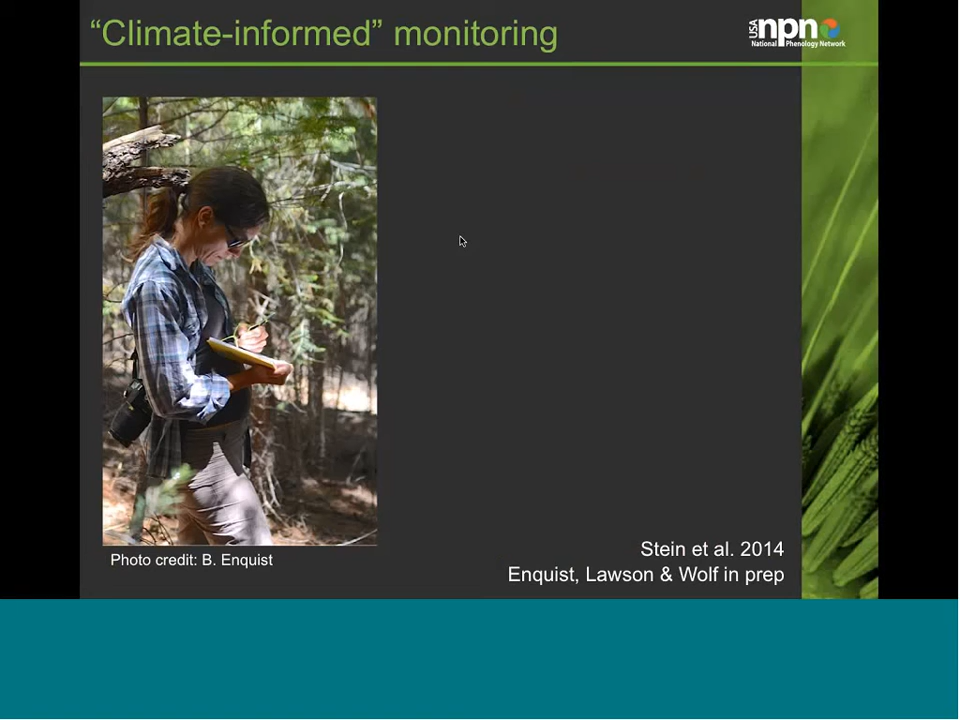 “Climate-informed” monitoring
USA npn
National Phenology Network
Photo credit: B. Enquist
Stein et al. 2014
Enquist, Lawson & Wolf in prep